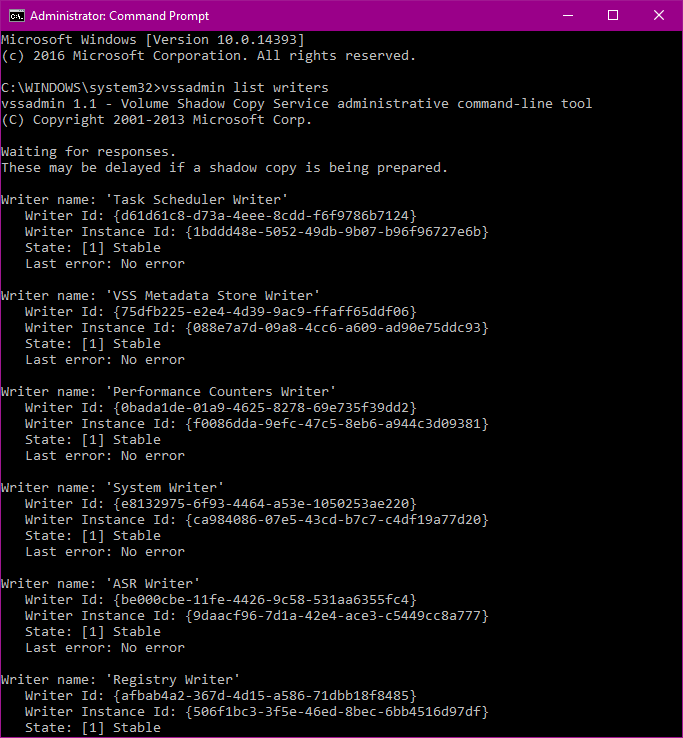 Administrator: Command Prompt
Microsoft Windows [Version 10.0.14393]
(c) 2016 Microsoft Corporation. All rights reserved.
C:\WINDOWS\system32>vssadmin list writers
vssadmin 1.1 - Volume Shadow Copy Service administrative command-line tool
(C) Copyright 2001-2013 Microsoft Corp.
Waiting for responses.
These may be delayed if a shadow copy is being prepared.
Writer name: 'Task Scheduler Writer'
Writer Id: {d61d61c8-d73a-4eee-8cdd-f6f9786b7124}
Writer Instance Id: {1bddd48e-5052-49db-9b07-b96f96727e6b}
State: [1] Stable
Last error: No error
Writer name: 'VSS Metadata Store Writer'
Writer Id: {75dfb225-e2e4-4d39-9ac9-ffaff65ddf06}
Writer Instance Id: {088e7a7d-09a8-4cc6-a609-ad90e75ddc93}
State: [1] Stable
Last error: No error
Writer name: 'Performance Counters Writer'
Writer Id: {0bada1de-01a9-4625-8278-69e735f39dd2}
Writer Instance Id: {f0086dda-9efc-47c5-8eb6-a944c3d09381}
State: [1] Stable
Last error: No error
Writer name: 'System Writer'
Writer Id: {e8132975-6f93-4464-a53e-1050253ae220}
Writer Instance Id: {ca984086-07e5-43cd-b7c7-c4df19a77d20}
State: [1] Stable
Last error: No error
Writer name: 'ASR Writer'
Writer Id: {be000cbe-11fe-4426-9c58-531aa6355fc4}
Writer Instance Id: {9daacf96-7d1a-42e4-ace3-c5449cc8a777}
State: [1] Stable
Last error: No error
Writer name: 'Registry Writer'
Writer Id: {afbab4a2-367d-4d15-a586-71dbb18f8485}
Writer Instance Id: {506f1bc3-3f5e-46ed-8bec-6bb4516d97df}
State: [1] Stable